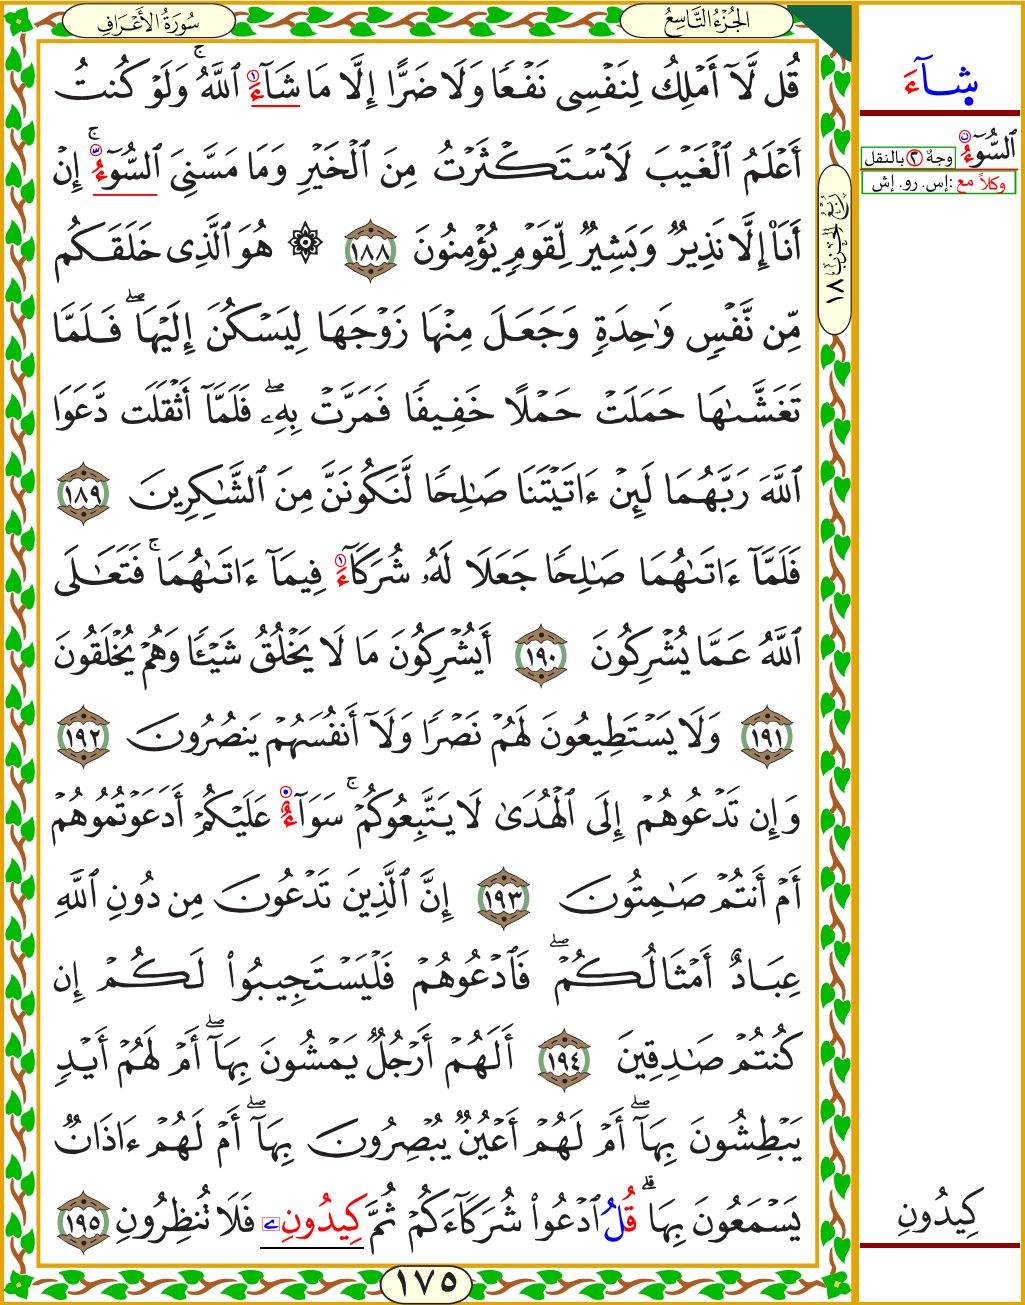 سُورَةُ الأَعْرَافِ
الجُزْءُ التَّاسِعُ
قُل لَّآ أَمْلِكُ لِنَفْسِى نَفْعًا وَلَا ضَرًّا إِلَّا مَا شَآءَ ٱللَّهُ ۚ وَلَوْ كُنتُ
أَعْلَمُ ٱلْغَيْبَ لَٱسْتَكْثَرْتُ مِنَ ٱلْخَيْرِ وَمَا مَسَّنِىَ ٱلسُّوٓءُ ۚ إِنْ
أَنَا۠ إِلَّا نَذِيرٌ وَبَشِيرٌ لِّقَوْمٍ يُؤْمِنُونَ ١٨٨ ۞ هُوَ ٱلَّذِى خَلَقَكُم
مِّن نَّفْسٍ وَٰحِدَةٍ وَجَعَلَ مِنْهَا زَوْجَهَا لِيَسْكُنَ إِلَيْهَا ۖ فَلَمَّا
تَغَشَّىٰهَا حَمَلَتْ حَمْلًا خَفِيفًا فَمَرَّتْ بِهِۦ ۖ فَلَمَّآ أَثْقَلَت دَّعَوَا
ٱللَّهَ رَبَّهُمَا لَئِنْ ءَاتَيْتَنَا صَٰلِحًا لَّنَكُونَنَّ مِنَ ٱلشَّٰكِرِينَ ١٨٩
فَلَمَّآ ءَاتَىٰهُمَا صَٰلِحًا جَعَلَا لَهُۥ شُرَكَآءَ فِيمَآ ءَاتَىٰهُمَا ۚ فَتَعَٰلَى
ٱللَّهُ عَمَّا يُشْرِكُونَ ١٩٠ أَيُشْرِكُونَ مَا لَا يَخْلُقُ شَيْـًٔا وَهُمْ يُخْلَقُونَ
١٩١ وَلَا يَسْتَطِيعُونَ لَهُمْ نَصْرًا وَلَآ أَنفُسَهُمْ يَنصُرُونَ ١٩٢
وَإِن تَدْعُوهُمْ إِلَى ٱلْهُدَىٰ لَا يَتَّبِعُوكُمْ ۚ سَوَآءٌ عَلَيْكُمْ أَدَعَوْتُمُوهُمْ
أَمْ أَنتُمْ صَٰمِتُونَ ١٩٣ إِنَّ ٱلَّذِينَ تَدْعُونَ مِن دُونِ ٱللَّهِ
عِبَادٌ أَمْثَالُكُمْ ۖ فَٱدْعُوهُمْ فَلْيَسْتَجِيبُوا۟ لَكُمْ إِن
كُنتُمْ صَٰدِقِينَ ١٩٤ أَلَهُمْ أَرْجُلٌ يَمْشُونَ بِهَآ ۖ أَمْ لَهُمْ أَيْدٍ
يَبْطِشُونَ بِهَآ ۖ أَمْ لَهُمْ أَعْيُنٌ يُبْصِرُونَ بِهَآ ۖ أَمْ لَهُمْ ءَاذَانٌ
يَسْمَعُونَ بِهَا ۗ قُلُ ٱدْعُوا۟ شُرَكَآءَكُمْ ثُمَّ كِيدُونِ ے فَلَا تُنظِرُونِ ١٩٥
١٧٥
رُبْعُ الحِزْب ١٨
شَآءَ
ٱلسُّوٓءُ
وجهٌ ٢ بالنقل
وكلاً مع :إس. رو. إش
كِيدُونِ